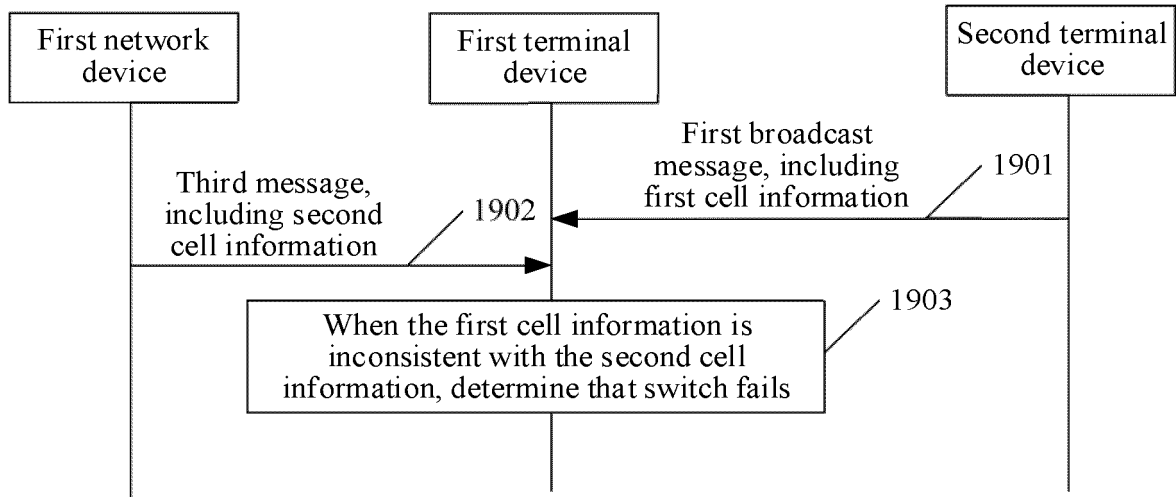 First network
device
First terminal
device
Second terminal
device
First broadcast
message, including
first cell information
1901
Third message,
including second
cell information
1902
When the first cell information is
inconsistent with the second cell
information, determine that switch fails
1903